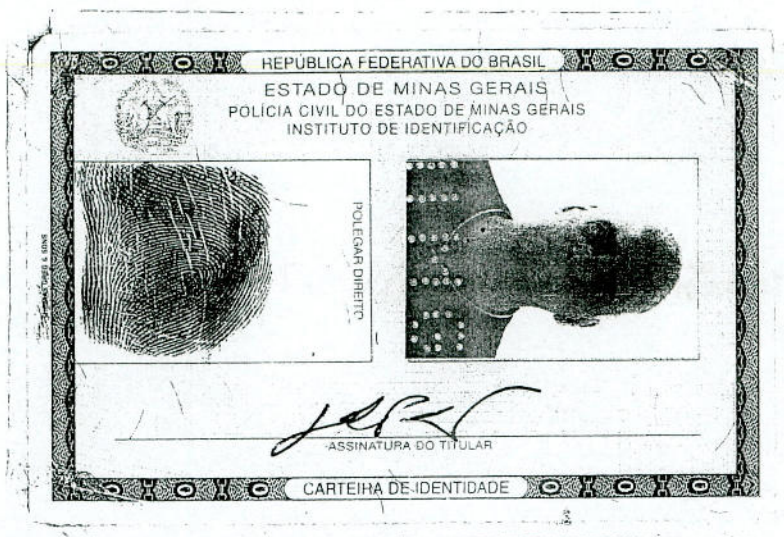 REPÚBLICA FEDERATIVA DO BRASIL
ESTADO DE MINAS GERAIS
POLÍCIA CIVIL DO ESTADO DE MINAS GERAIS
INSTITUTO DE IDENTIFICAÇÃO
POLEGAR DIREITO
ASSINATURA DO TITULAR
CARTEIRA DE IDENTIDADE